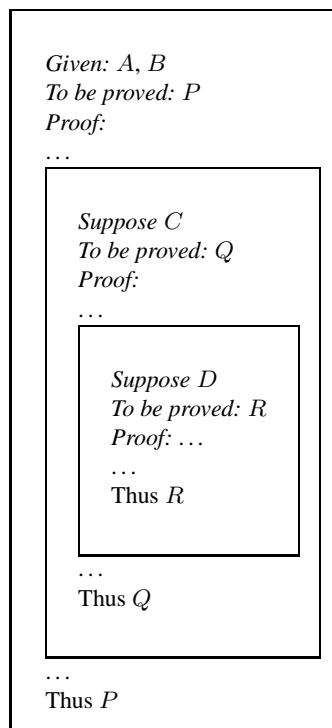 Given: A, B
To be proved: P
Proof:
...
Suppose C
To be proved: Q
Proof:
...
Suppose D
To be proved: R
Proof: ...
...
Thus R
...
Thus Q
...
Thus P